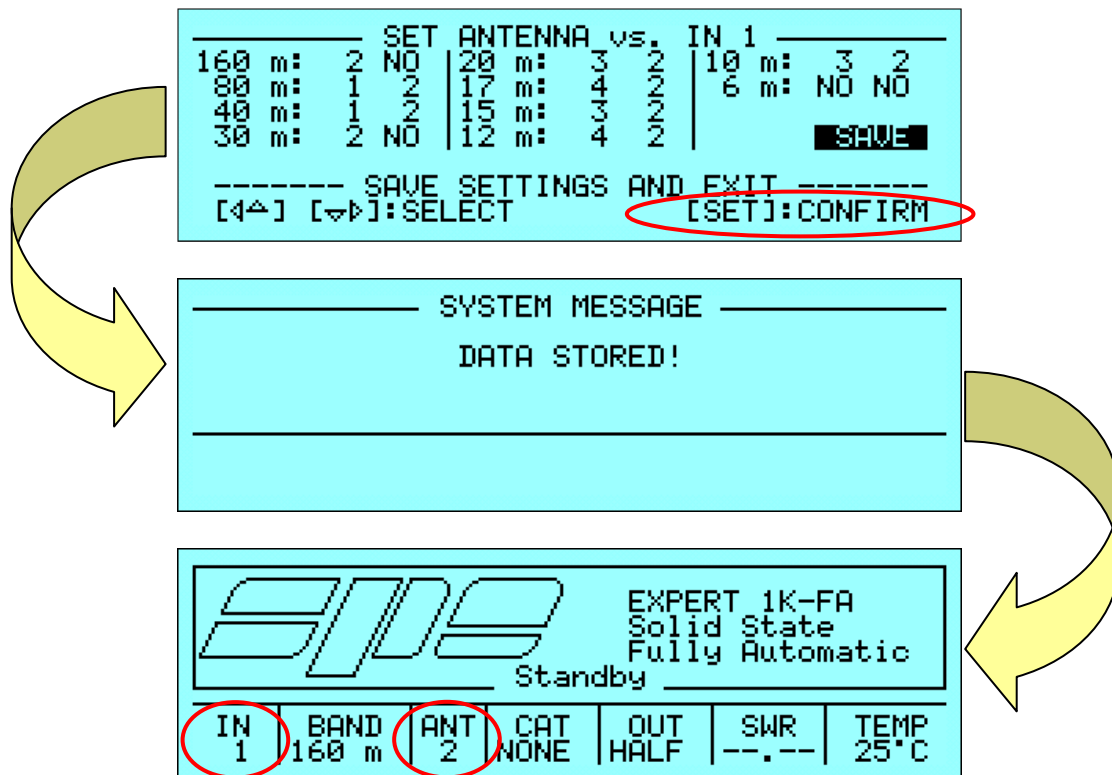 SET ANTENNA vs. IN 1
160 m: 2 NO 20 m: 3 2 10 m: 3 2
80 m: 1 2 17 m: 4 2 6 m: NO NO
40 m: 1 2 15 m: 3 2
30 m: 2 NO 12 m: 4 2 SAVE
------- SAVE SETTINGS AND EXIT -------
[◁△] [▽▷]:SELECT [SET]:CONFIRM
SYSTEM MESSAGE
DATA STORED!
spe
EXPERT 1K-FA
Solid State
Fully Automatic
Standby
IN BAND ANT CAT OUT SWR TEMP
1 160 m 2 NONE HALF --.-- 25°C